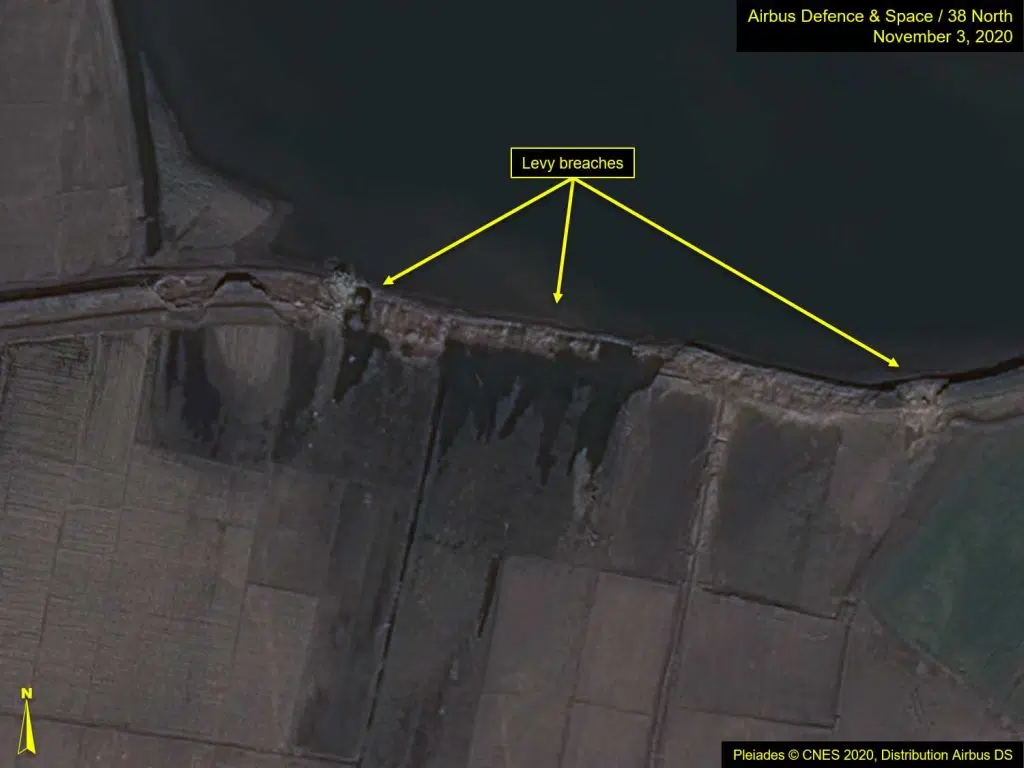 Airbus Defence & Space / 38 North
November 3, 2020
Levy breaches
N
Pleiades © CNES 2020, Distribution Airbus DS